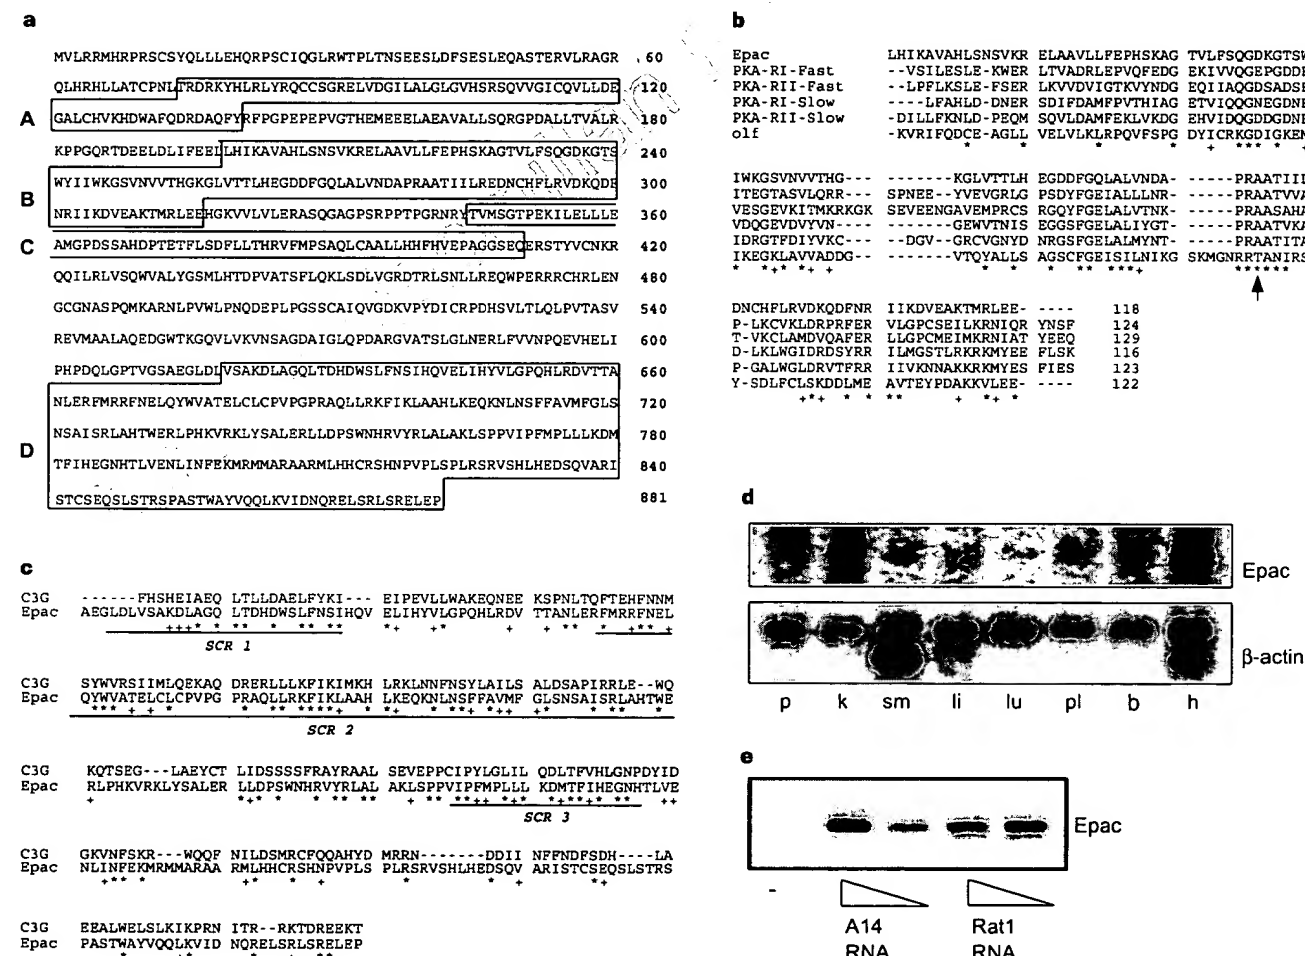 a
MVLRRMHRPRSCSYQLLLEHQRPSCIQGLRWTPLTNSEESLDFSESLEQASTERVLRAGR 60
QLHRHLLATCPNLTRDRKYHLRLYRQCCSGRELVDGILALGLGVHSRSQVVGICQVLLDE 120
A GALCHVKHDWAFQDRDAQFYRFPGPEPEPVGTHEMEEELAEAVALLSQRGPDALLTVALR 180
KPPGQRTDEELDLIFEELLHIKAVAHLSNSVKRELAAVLLFEPHSKAGTVLFSQGDKGTS 240
WYIIWKGSVNVVTHGKGLVTTLHEGDDFGQLALVNDAPRAATIILREDNCHFLRVDKQDF 300
B NRIIKDVEAKTMRLEEHGKVVLVLERASQGAGPSRPPTPGRNRYTVMSGTPEKILELLLE 360
C AMGPDSSAHDPTETFLSDFLLTHRVFMPSAQLCAALLHHFHVEPAGGSEQERSTYVCNKR 420
QQILRLVSQWVALYGSMLHTDPVATSFLQKLSDLVGRDTRLSNLLREQWPERRRCHRLEN 480
GCGNASPQMKARNLPVWLPNQDEPLPGSSCAIQVGDKVPYDICRPDHSVLTLQLPVTASV 540
REVMAALAQEDGWTKGQVLVKVNSAGDAIGLQPDARGVATSLGLNERLFVVNPQEVHELI 600
PHPDQLGPTVGSAEGLDLVSAKDLAGQLTDHDWSLFNSIHQVELIHYVLGPQHLRDVTTA 660
NLERFMRRFNELQYWVATELCLCPVPGPRAQLLRKFIKLAAHLKEQKNLNSFFAVMFGLS 720
NSAISRLAHTWERLPHKVRKLYSALERLLDPSWNHRVYRLALAKLSPPVIPFMPLLLKDM 780
D TFIHEGNHTLVENLINFEKMRMMARAARMLHHCRSHNPVPLSPLRSRVSHLHEDSQVARI 840
STCSEQSLSTRSPASTWAYVQQLKVIDNQRELSRLSRELEP 881
b
Epac LHIKAVAHLSNSVKR ELAAVLLFEPHSKAG TVLFSQGDKGTSW
PKA-RI-Fast --VSILESLE-KWER LTVADRLEPVQFEDG EKIVVQGEPGDD
PKA-RII-Fast --LPFLKSLE-FSER LKVVDVIGTKVYNDG EQIIAQGDSADS
PKA-RI-Slow ----LFAHLD-DNER SDIFDAMFPVTHIAG ETVIQQGNEGDN
PKA-RII-Slow --DILLFKNLD-PEQM SQVLDAMFEKLVKDG EHVIDQGDDGDN
olf -KVRIFQDCE-AGLL VELVLKLRPQVFSPG DYICRKGDIGKEM
* * * * + *** * +
IWKGSVNVVTHG--- -------KGLVTTLH EGDDFGQLALVNDA- ----PRAATIIL
ITEGTASVLQRR--- SPNEE--YVEVGRLG PSDYFGEIALLLNR- ----PRAATVVA
VESGEVKITMKRKGK SEVEENGAVEMPRCS RGQYFGELALVTNK- ----PRAASAHA
VDQGEVDVYVN---- -------GEWVTNIS EGGSFGELALIYGT- ----PRAATVKA
IDRGTFDIYVKC--- --DGV--GRCVGNYD NRGSFGELALMYNT- ----PRAATITA
IKEGKLAVVADDG-- -------VTQYALLS AGSCFGEISILNIKG SKMGNRRTANIRS
* *+* + + * * ** ***+ ******
DNCHFLRVDKQDFNR IIKDVEAKTMRLEE- ---- 118
P-LKCVKLDRPRFER VLGPCSEILKRNIQR YNSF 124
T-VKCLAMDVQAFER LLGPCMEIMKRNIAT YEEQ 129
D-LKLWGIDRDSYRR ILMGSTLRKRKMYEE FLSK 116
P-GALWGLDRVTFRR IIVKNNAKKRKMYES FIES 123
Y-SDLFCLSKDDLME AVTEYPDAKKVLEE-- ---- 122
+*+ * * ** + *+ *
c
C3G ------FHSHEIAEQ LTLLDAELFYKI--- EIPEVLLWAKEQNEE KSPNLTQFTEHFNNM
Epac AEGLDLVSAKDLAGQ LTDHDWSLFNSIHQV ELIHYVLGPQHLRDV TTANLERFMRRFNEL
SCR 1
C3G SYWVRSIIMLQEKAQ DRERLLLKFIKIMKH LRKLNNFNSYLAILS ALDSAPIRRLE--WQ
Epac QYWVATELCLCPVPG PRAQLLRKFIKLAAH LKEQKNLNSFFAVMF GLSNSAISRLAHTWE
SCR 2
C3G KQTSEG---LAEYCT LIDSSSSFRAYRAAL SEVEPPCIPYLGLIL QDLTFVHLGNPDYID
Epac RLPHKVRKLYSALER LLDPSWNHRVYRLAL AKLSPPVIPFMPLLL KDMTFIHEGNHTLVE
SCR 3
C3G GKVNFSKR---WQQF NILDSMRCFQQAHYD MRRN-------DDII NFFNDFSDH----LA
Epac NLINFEKMRMMARAA RMLHHCRSHNPVPLS PLRSRVSHLHEDSQV ARISTCSEQSLSTRS
C3G EEALWELSLKIKPRN ITR--RKTDREEKT
Epac PASTWAYVQQLKVID NQRELSRLSRELEP
d
Epac
β-actin
p k sm li lu pl b h
e
Epac
-
A14 RNA
Rat1 RNA